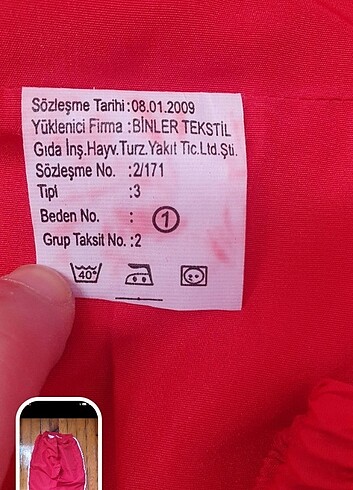 Sözleşme Tarihi : 08.01.2009
Yüklenici Firma : BİNLER TEKSTİL
Gıda İnş.Hayv.Turz.Yakıt Tic.Ltd.Şti.
Sözleşme No. : 2/171
Tipi : 3
Beden No. : 1
Grup Taksit No. : 2
40°